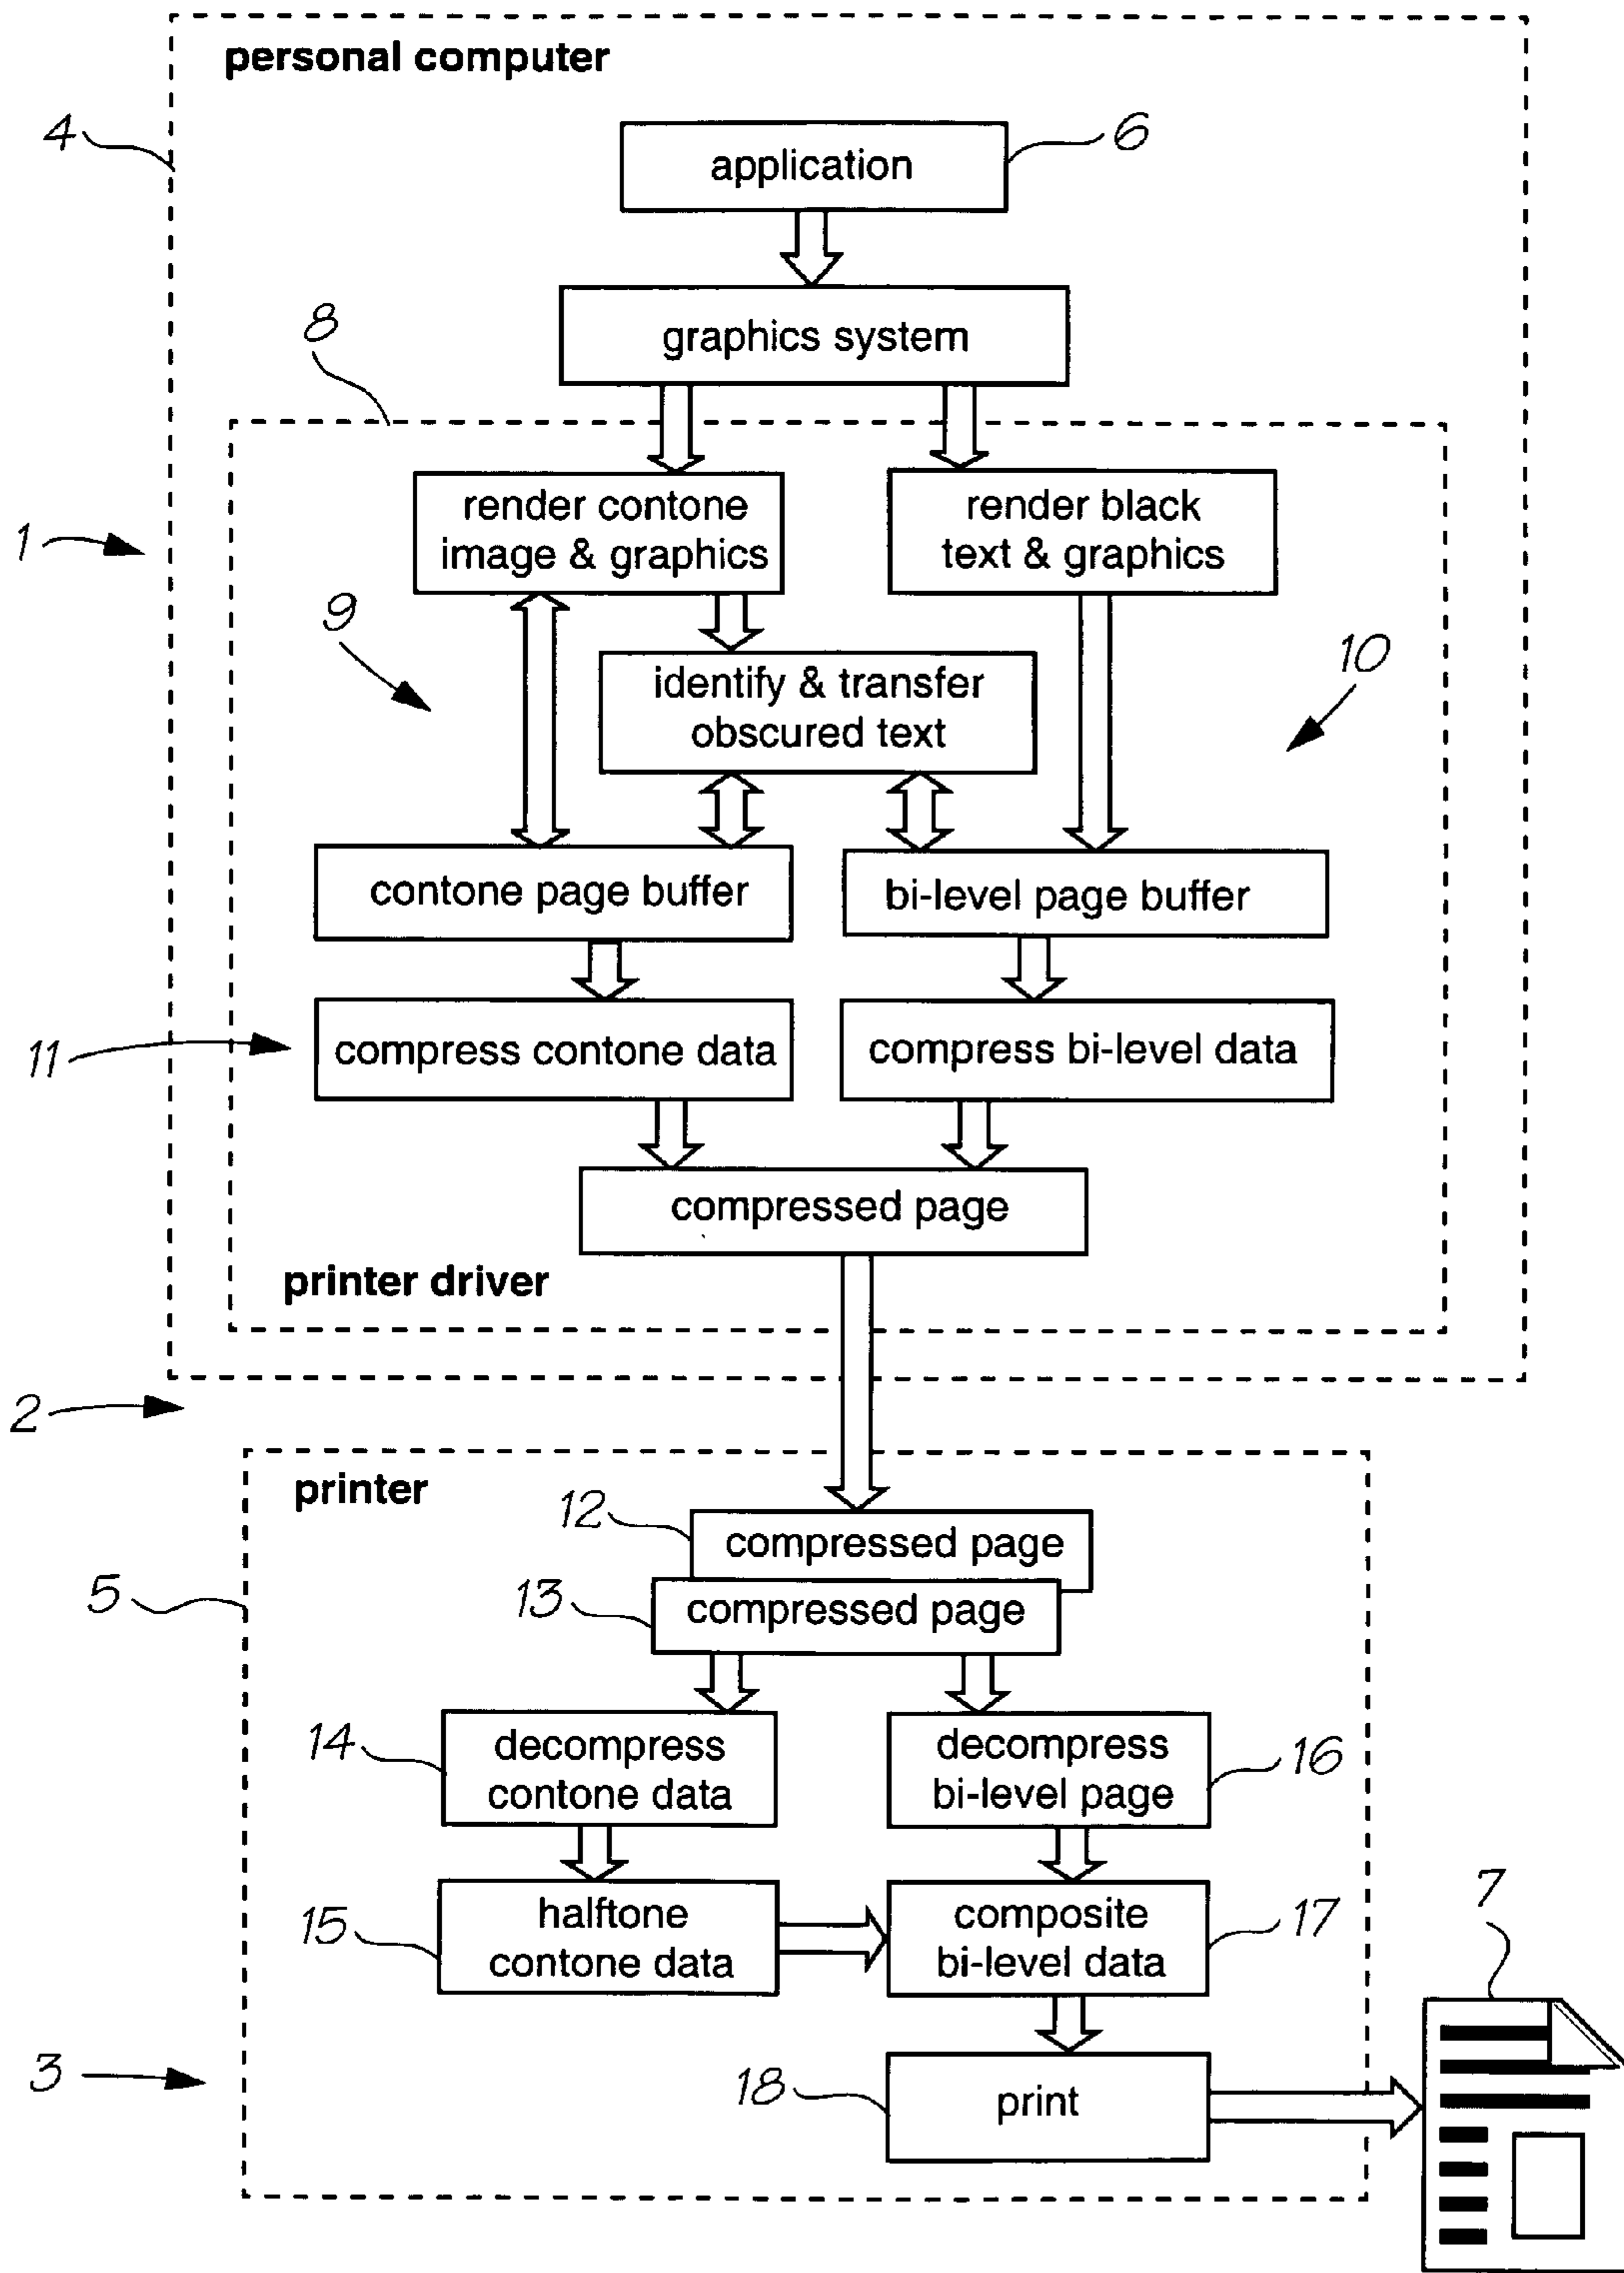 personal computer
4
application
6
8
graphics system
1
render contone
image & graphics
render black
text & graphics
9
identify & transfer
obscured text
10
contone page buffer
bi-level page buffer
11
compress contone data
compress bi-level data
compressed page
printer driver
2
printer
12
compressed page
5
13
compressed page
14
decompress
contone data
decompress
bi-level page
16
15
halftone
contone data
composite
bi-level data
17
7
3
18
print